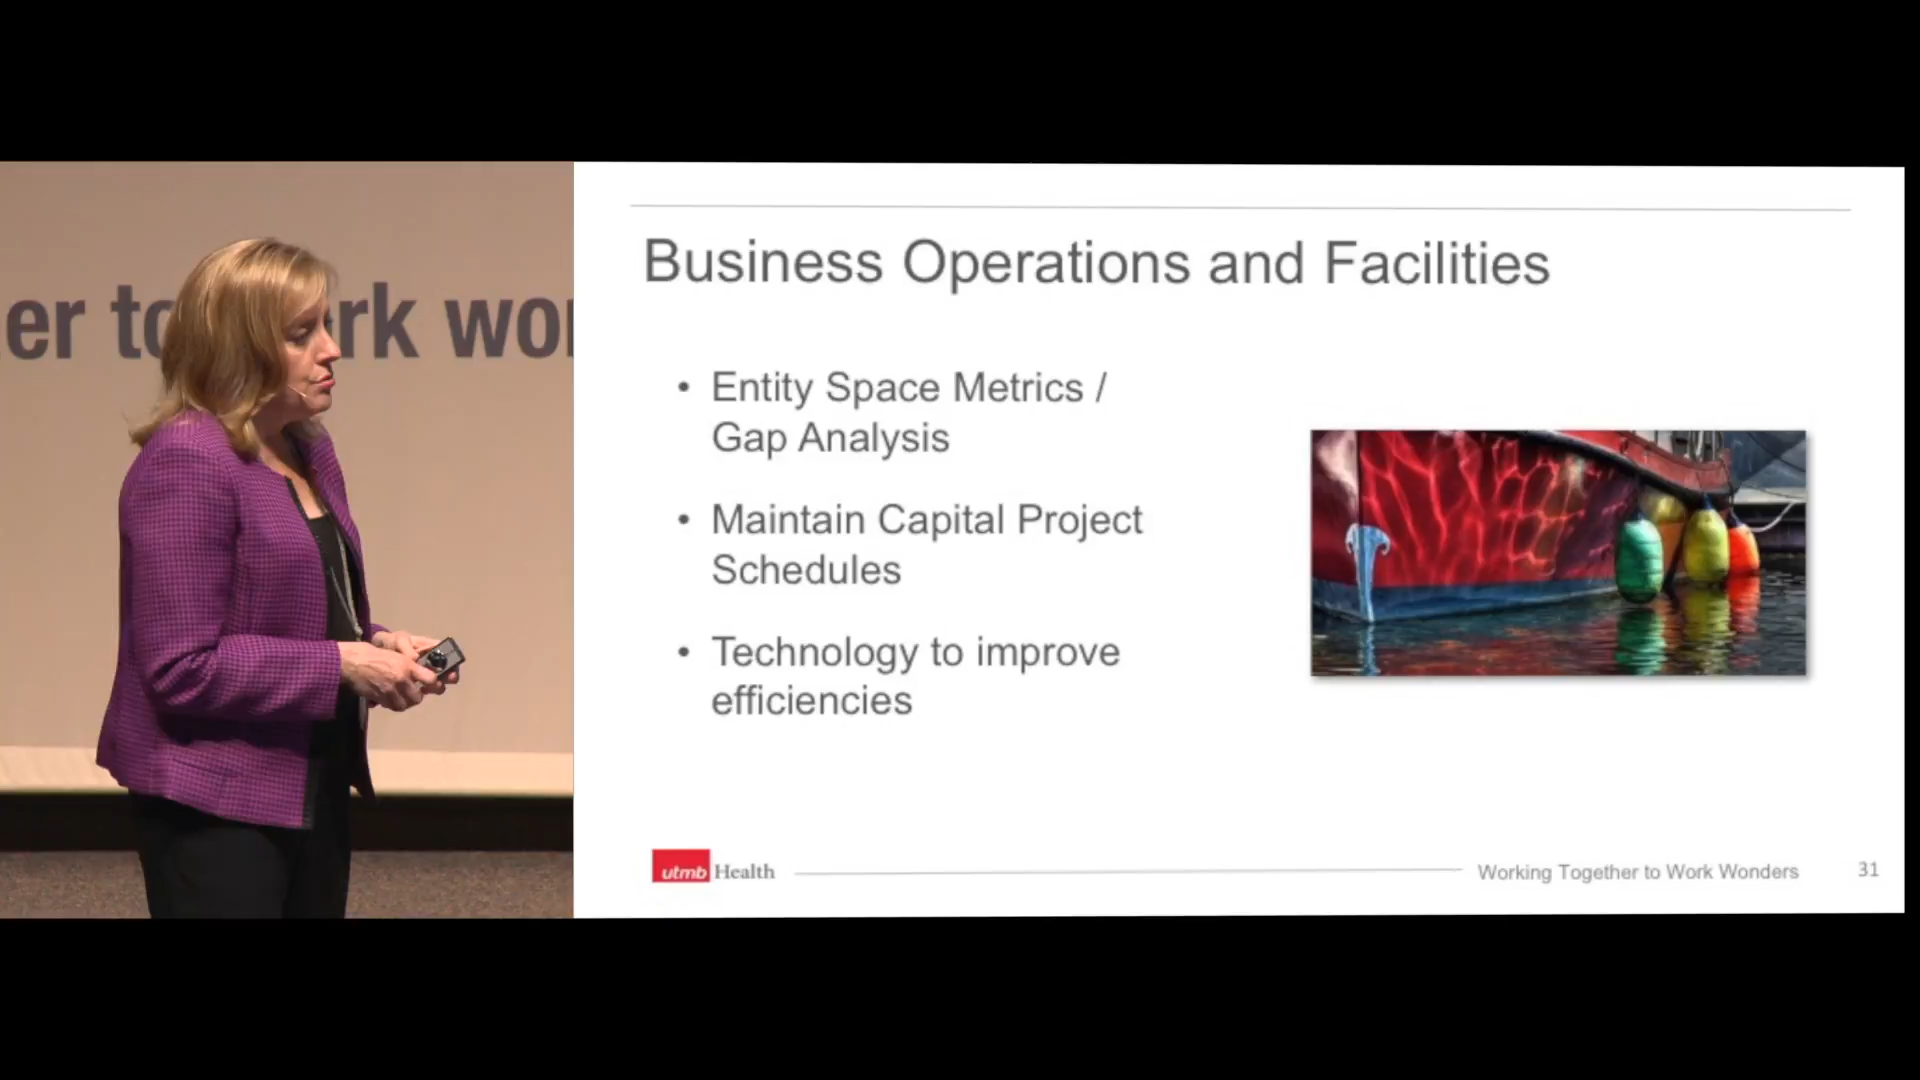 er to rk wo
Business Operations and Facilities
• Entity Space Metrics /
Gap Analysis
• Maintain Capital Project
Schedules
• Technology to improve
efficiencies
utmb Health
Working Together to Work Wonders
31